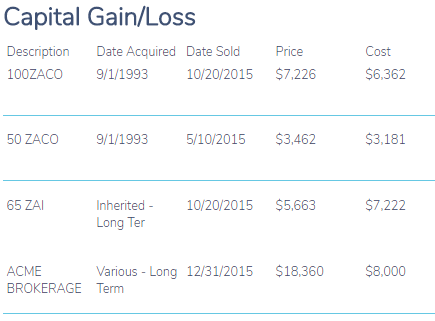 Capital Gain/Loss
Description Date Acquired Date Sold Price Cost
100ZACO 9/1/1993 10/20/2015 $7,226 $6,362
50 ZACO 9/1/1993 5/10/2015 $3,462 $3,181
65 ZAI Inherited - 10/20/2015 $5,663 $7,222
Long Ter
ACME Various - Long 12/31/2015 $18,360 $8,000
BROKERAGE Term